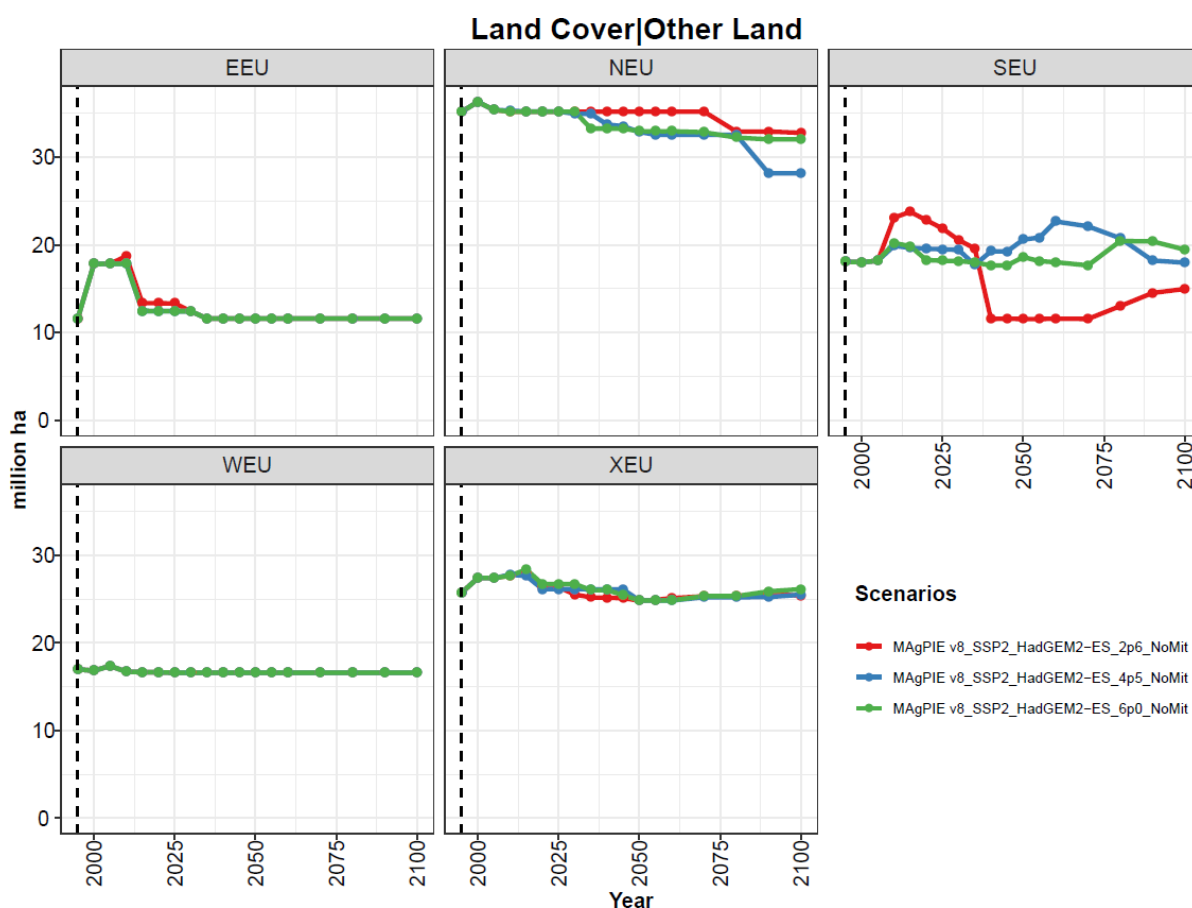 Land Cover|Other Land
EEU
NEU
SEU
30
20
10
0
2000
2025
2050
2075
2100
WEU
XEU
30
20
10
0
2000
2025
2050
2075
2100
2000
2025
2050
2075
2100
million ha
Year
Scenarios
MAgPIE v8_SSP2_HadGEM2−ES_2p6_NoMit
MAgPIE v8_SSP2_HadGEM2−ES_4p5_NoMit
MAgPIE v8_SSP2_HadGEM2−ES_6p0_NoMit